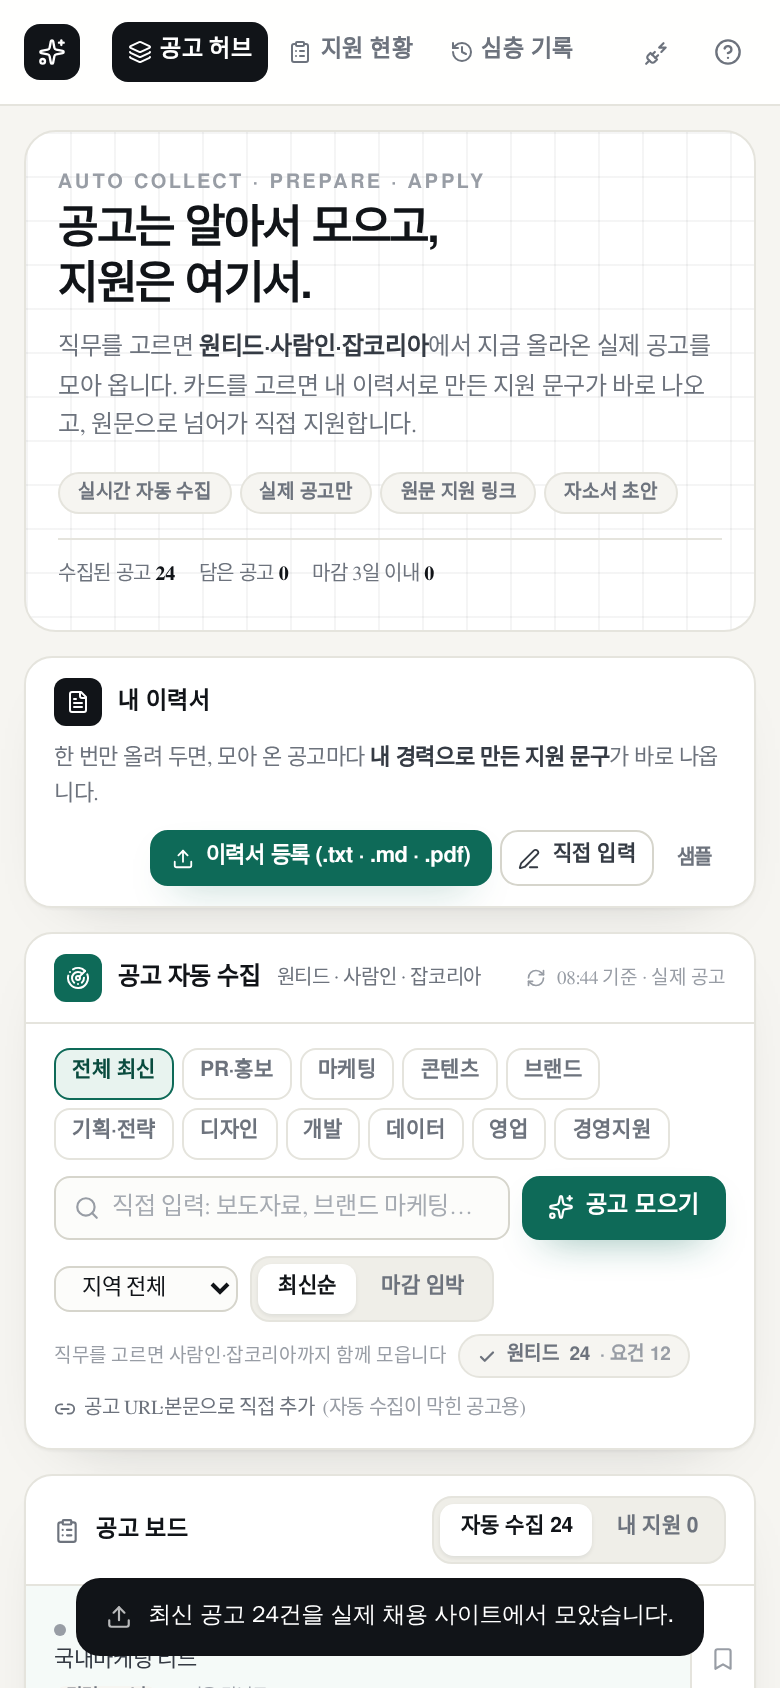 공고 허브
지원 현황
심층 기록
AUTO COLLECT · PREPARE · APPLY
공고는 알아서 모으고,
지원은 여기서.
직무를 고르면 원티드·사람인·잡코리아에서 지금 올라온 실제 공고를
모아 옵니다. 카드를 고르면 내 이력서로 만든 지원 문구가 바로 나오
고, 원문으로 넘어가 직접 지원합니다.
실시간 자동 수집
실제 공고만
원문 지원 링크
자소서 초안
수집된 공고 24 담은 공고 0 마감 3일 이내 0
내 이력서
한 번만 올려 두면, 모아 온 공고마다 내 경력으로 만든 지원 문구가 바로 나옵
니다.
이력서 등록 (.txt · .md · .pdf)
직접 입력
샘플
공고 자동 수집 원티드 · 사람인 · 잡코리아
08:44 기준 · 실제 공고
전체 최신
PR·홍보
마케팅
콘텐츠
브랜드
기획·전략
디자인
개발
데이터
영업
경영지원
직접 입력: 보도자료, 브랜드 마케팅…
공고 모으기
지역 전체
최신순
마감 임박
직무를 고르면 사람인·잡코리아까지 함께 모읍니다
원티드 24 · 요건 12
공고 URL·본문으로 직접 추가 (자동 수집이 막힌 공고용)
공고 보드
자동 수집 24
내 지원 0
최신 공고 24건을 실제 채용 사이트에서 모았습니다.
국내마케팅 리드